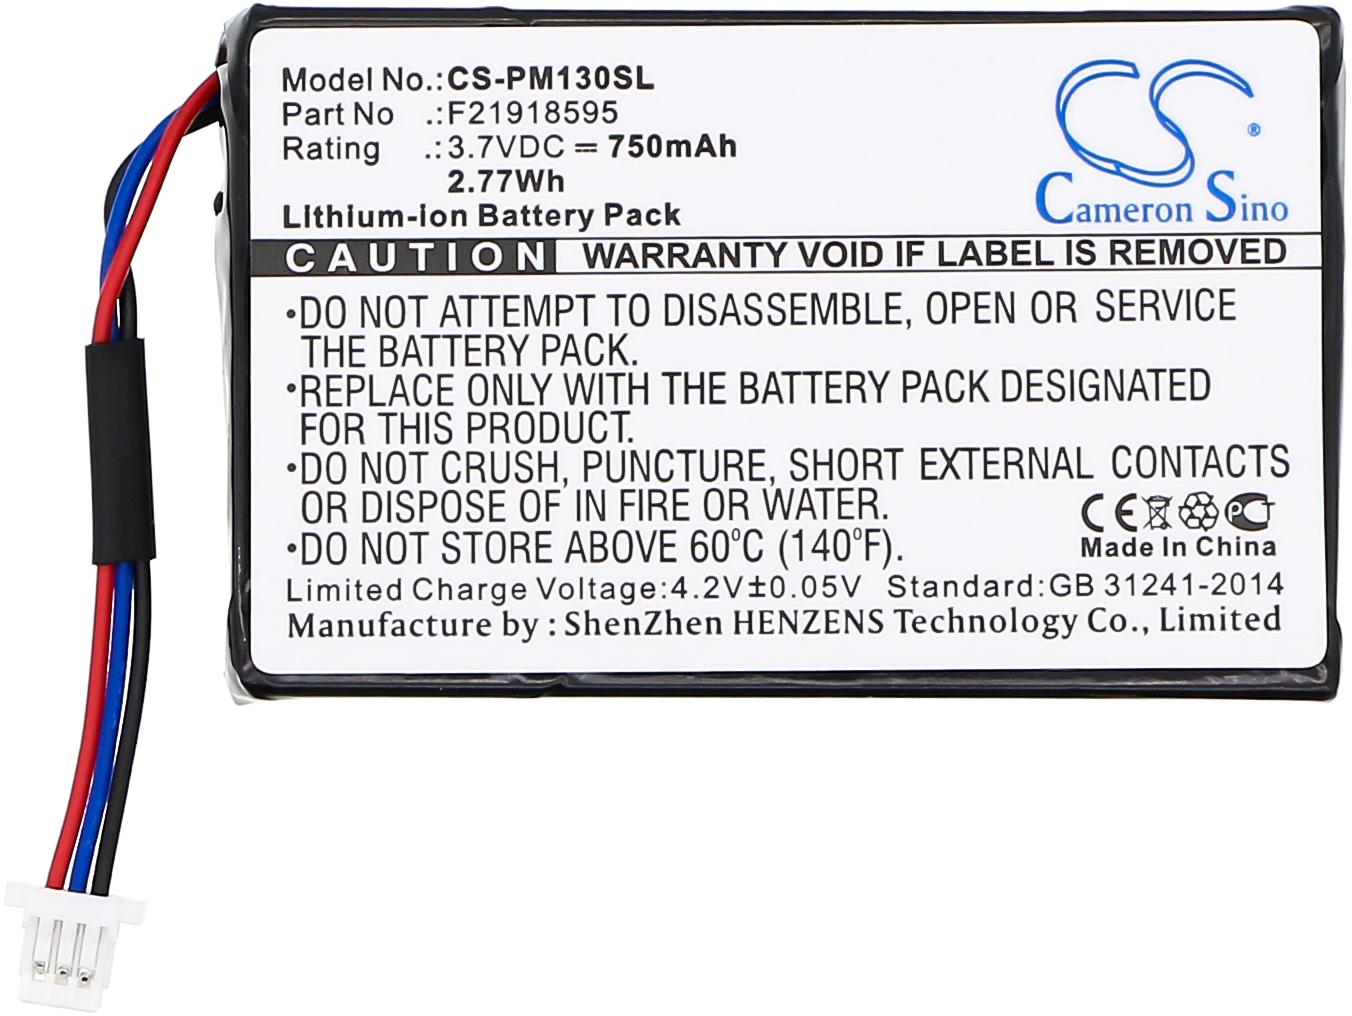 Model No.:CS-PM130SL
Part No .:F21918595
Rating .:3.7VDC ⎓ 750mAh
2.77Wh
Lithium-ion Battery Pack
CS®
Cameron Sino
CAUTION WARRANTY VOID IF LABEL IS REMOVED
•DO NOT ATTEMPT TO DISASSEMBLE, OPEN OR SERVICE
THE BATTERY PACK.
•REPLACE ONLY WITH THE BATTERY PACK DESIGNATED
FOR THIS PRODUCT.
•DO NOT CRUSH, PUNCTURE, SHORT EXTERNAL CONTACTS
OR DISPOSE OF IN FIRE OR WATER.
CE PCT
•DO NOT STORE ABOVE 60°C (140°F).
Made In China
Limited Charge Voltage:4.2V±0.05V Standard:GB 31241-2014
Manufacture by : ShenZhen HENZENS Technology Co., Limited